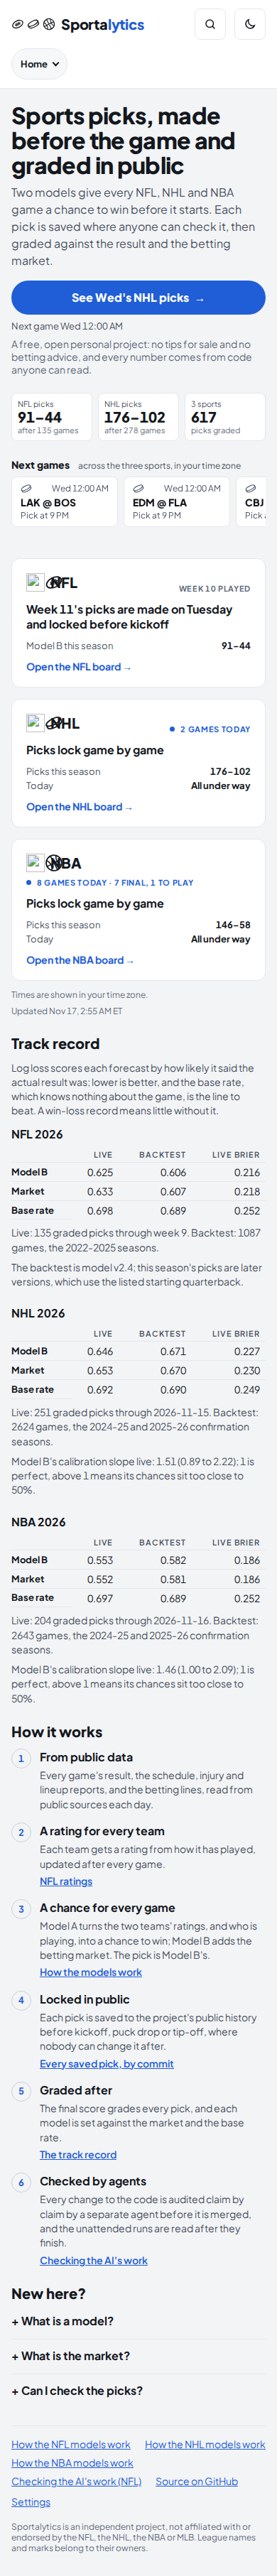 Sportalytics
Home
Sports picks, made
before the game and
graded in public
Two models give every NFL, NHL and NBA
game a chance to win before it starts. Each
pick is saved where anyone can check it, then
graded against the result and the betting
market.
See Wed's NHL picks →
Next game Wed 12:00 AM
A free, open personal project: no tips for sale and no
betting advice, and every number comes from code
anyone can read.
NFL picks
91–44
after 135 games
NHL picks
176–102
after 278 games
3 sports
617
picks graded
Next games across the three sports, in your time zone
Wed 12:00 AM
LAK @ BOS
Pick at 9 PM
Wed 12:00 AM
EDM @ FLA
Pick at 9 PM
CBJ
Pick a
NFL
WEEK 10 PLAYED
Week 11's picks are made on Tuesday
and locked before kickoff
Model B this season 91–44
Open the NFL board →
NHL
2 GAMES TODAY
Picks lock game by game
Picks this season 176–102
Today All under way
Open the NHL board →
NBA
8 GAMES TODAY · 7 FINAL, 1 TO PLAY
Picks lock game by game
Picks this season 146–58
Today All under way
Open the NBA board →
Times are shown in your time zone.
Updated Nov 17, 2:55 AM ET
Track record
Log loss scores each forecast by how likely it said the
actual result was; lower is better, and the base rate,
which knows nothing about the game, is the line to
beat. A win-loss record means little without it.
NFL 2026
LIVE BACKTEST LIVE BRIER
Model B 0.625 0.606 0.216
Market 0.633 0.607 0.218
Base rate 0.698 0.689 0.252
Live: 135 graded picks through week 9. Backtest: 1087
games, the 2022-2025 seasons.
The backtest is model v2.4; this season's picks are later
versions, which use the listed starting quarterback.
NHL 2026
LIVE BACKTEST LIVE BRIER
Model B 0.646 0.671 0.227
Market 0.653 0.670 0.230
Base rate 0.692 0.690 0.249
Live: 251 graded picks through 2026-11-15. Backtest:
2624 games, the 2024-25 and 2025-26 confirmation
seasons.
Model B's calibration slope live: 1.51 (0.89 to 2.22); 1 is
perfect, above 1 means its chances sit too close to
50%.
NBA 2026
LIVE BACKTEST LIVE BRIER
Model B 0.553 0.582 0.186
Market 0.552 0.581 0.186
Base rate 0.697 0.689 0.252
Live: 204 graded picks through 2026-11-16. Backtest:
2643 games, the 2024-25 and 2025-26 confirmation
seasons.
Model B's calibration slope live: 1.46 (1.00 to 2.09); 1 is
perfect, above 1 means its chances sit too close to
50%.
How it works
1 From public data
Every game's result, the schedule, injury and
lineup reports, and the betting lines, read from
public sources each day.
2 A rating for every team
Each team gets a rating from how it has played,
updated after every game.
NFL ratings
3 A chance for every game
Model A turns the two teams' ratings, and who is
playing, into a chance to win; Model B adds the
betting market. The pick is Model B's.
How the models work
4 Locked in public
Each pick is saved to the project's public history
before kickoff, puck drop or tip-off, where
nobody can change it after.
Every saved pick, by commit
5 Graded after
The final score grades every pick, and each
model is set against the market and the base
rate.
The track record
6 Checked by agents
Every change to the code is audited claim by
claim by a separate agent before it is merged,
and the unattended runs are read after they
finish.
Checking the AI's work
New here?
+ What is a model?
+ What is the market?
+ Can I check the picks?
How the NFL models work How the NHL models work
How the NBA models work
Checking the AI's work (NFL) Source on GitHub
Settings
Sportalytics is an independent project, not affiliated with or
endorsed by the NFL, the NHL, the NBA or MLB. League names
and marks belong to their owners.